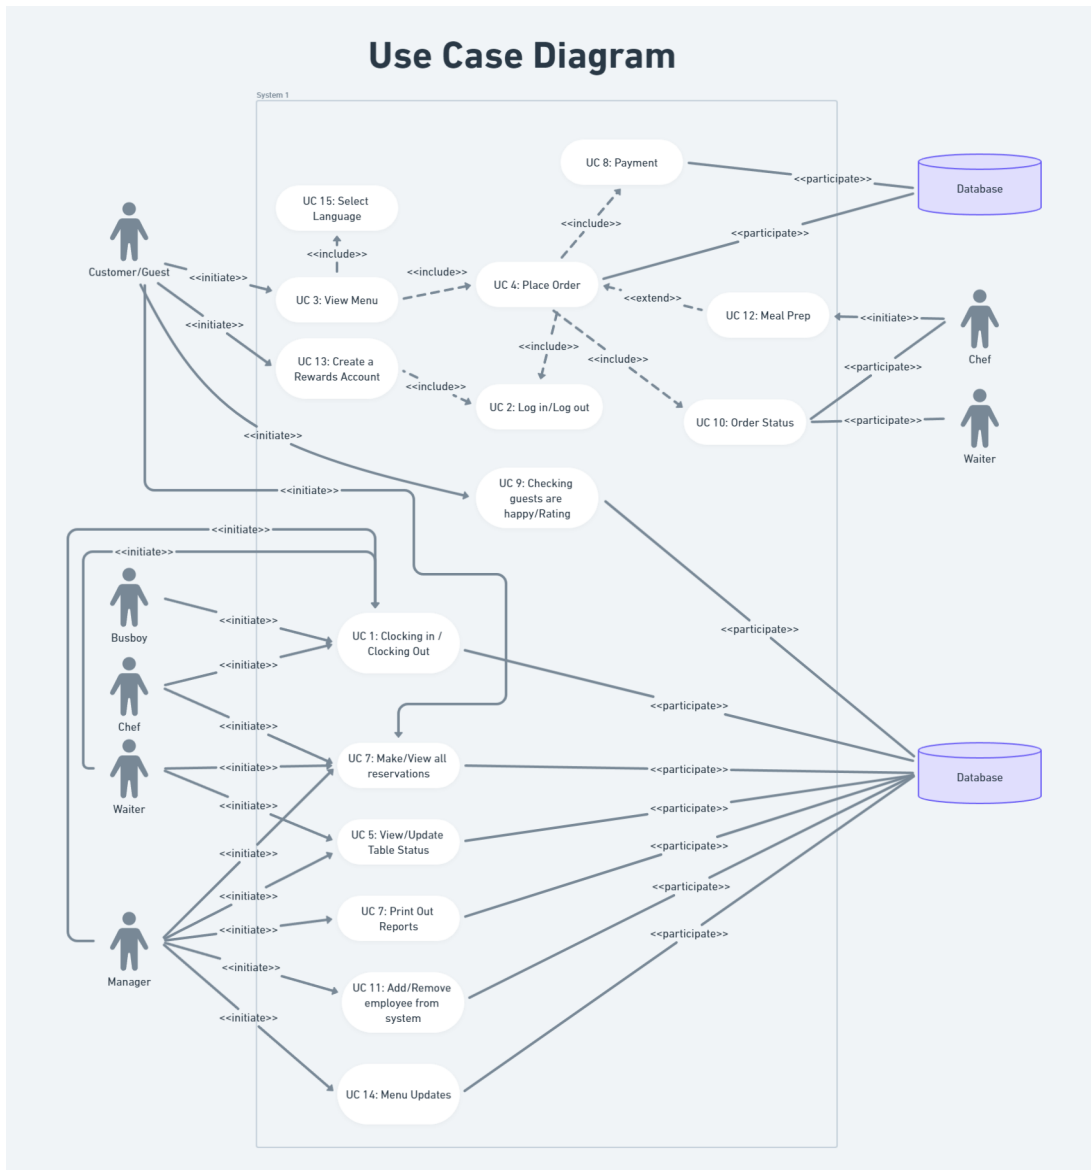 Use Case Diagram
System 1
UC 8: Payment
<<participate>>
Database
UC 15: Select
Language
<<include>>
<<include>>
<<participate>>
Customer/Guest
<<initiate>>
<<include>>
UC 4: Place Order
UC 3: View Menu
<<extend>>
<<initiate>>
UC 12: Meal Prep
<<initiate>>
Chef
UC 13: Create a
Rewards Account
<<include>>
<<include>>
<<participate>>
<<include>>
UC 2: Log in/Log out
UC 10: Order Status
<<participate>>
<<initiate>>
Waiter
UC 9: Checking
guests are
happy/Rating
<<initiate>>
<<initiate>>
<<initiate>>
Busboy
<<initiate>>
<<participate>>
UC 1: Clocking in /
Clocking Out
<<initiate>>
<<participate>>
Chef
<<initiate>>
UC 7: Make/View all
reservations
<<initiate>>
<<participate>>
Database
Waiter
<<initiate>>
<<participate>>
UC 5: View/Update
Table Status
<<initiate>>
<<participate>>
<<initiate>>
<<participate>>
UC 7: Print Out
Reports
<<initiate>>
<<participate>>
<<initiate>>
Manager
UC 11: Add/Remove
employee from
system
<<initiate>>
UC 14: Menu Updates